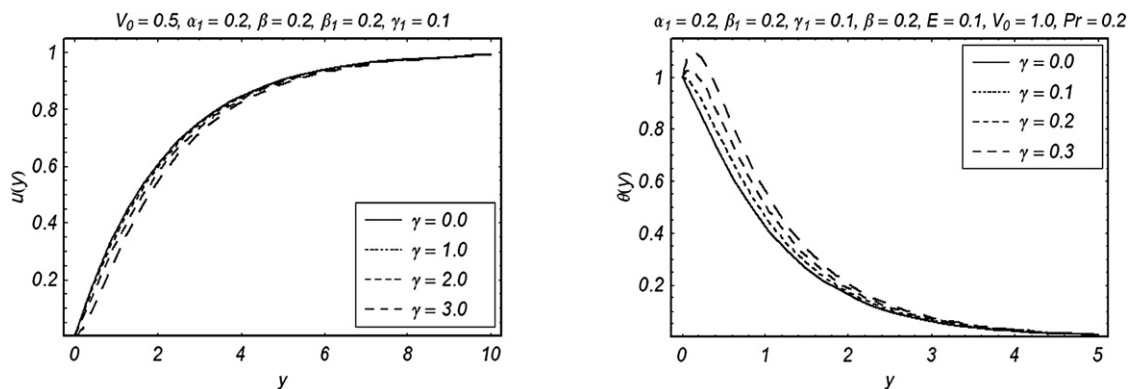 V₀ = 0.5, α₁ = 0.2, β = 0.2, β₁ = 0.2, γ₁ = 0.1
1
0.8
0.6
0.4
0.2
u(y)
γ = 0.0
γ = 1.0
γ = 2.0
γ = 3.0
0 2 4 6 8 10
y
α₁ = 0.2, β₁ = 0.2, γ₁ = 0.1, β = 0.2, E = 0.1, V₀ = 1.0, Pr = 0.2
1
0.8
0.6
0.4
0.2
θ(y)
γ = 0.0
γ = 0.1
γ = 0.2
γ = 0.3
0 1 2 3 4 5
y